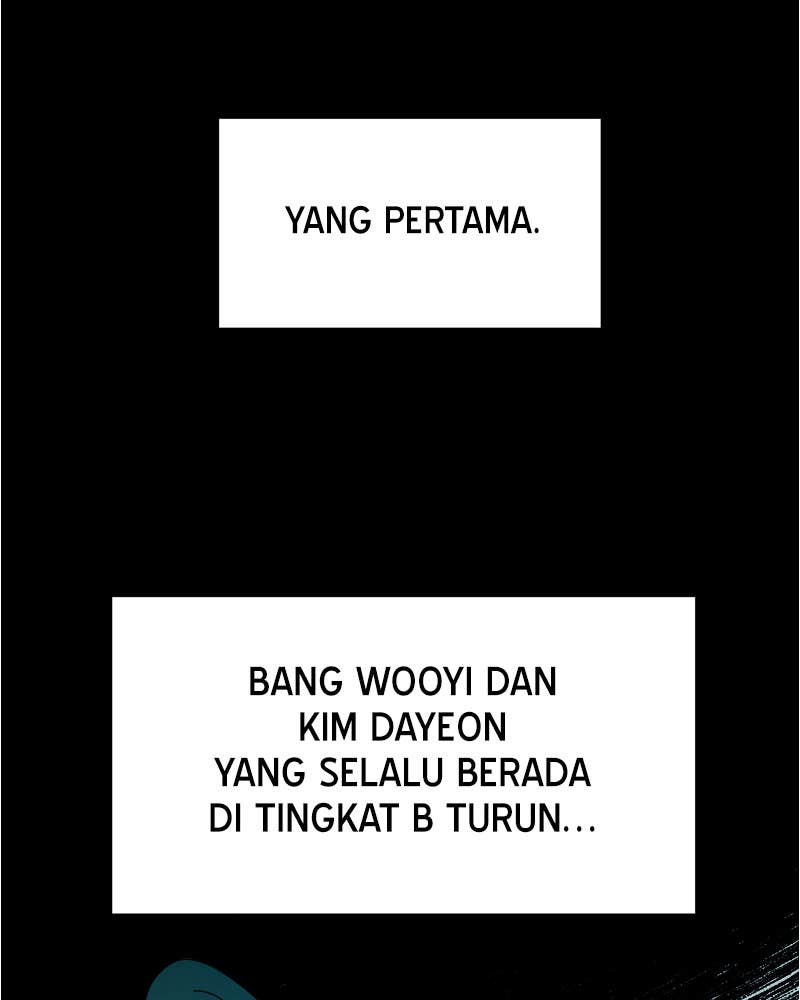 YANG PERTAMA.
BANG WOOYI DAN
KIM DAYEON
YANG SELALU BERADA
DI TINGKAT B TURUN...